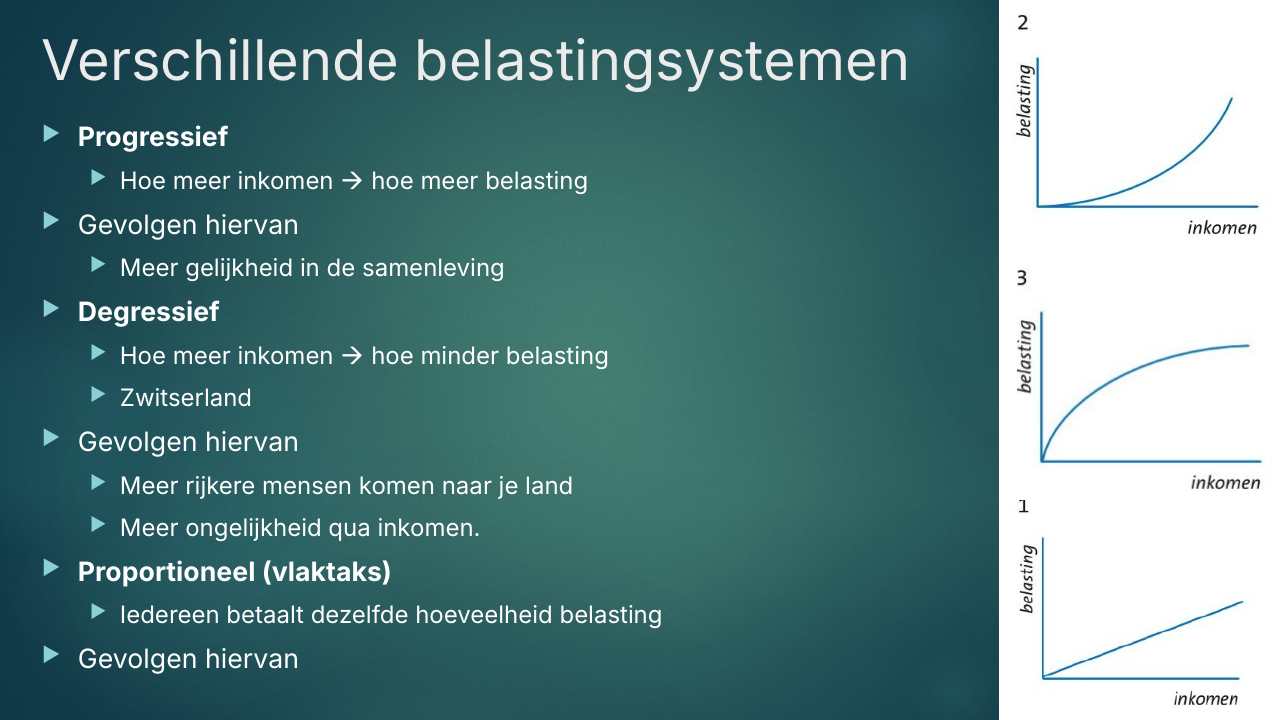 Verschillende belastingsystemen
Progressief
Hoe meer inkomen → hoe meer belasting
Gevolgen hiervan
Meer gelijkheid in de samenleving
Degressief
Hoe meer inkomen → hoe minder belasting
Zwitserland
Gevolgen hiervan
Meer rijkere mensen komen naar je land
Meer ongelijkheid qua inkomen.
Proportioneel (vlaktaks)
Iedereen betaalt dezelfde hoeveelheid belasting
Gevolgen hiervan
2
belasting
inkomen
3
belasting
inkomen
1
belasting
inkomen